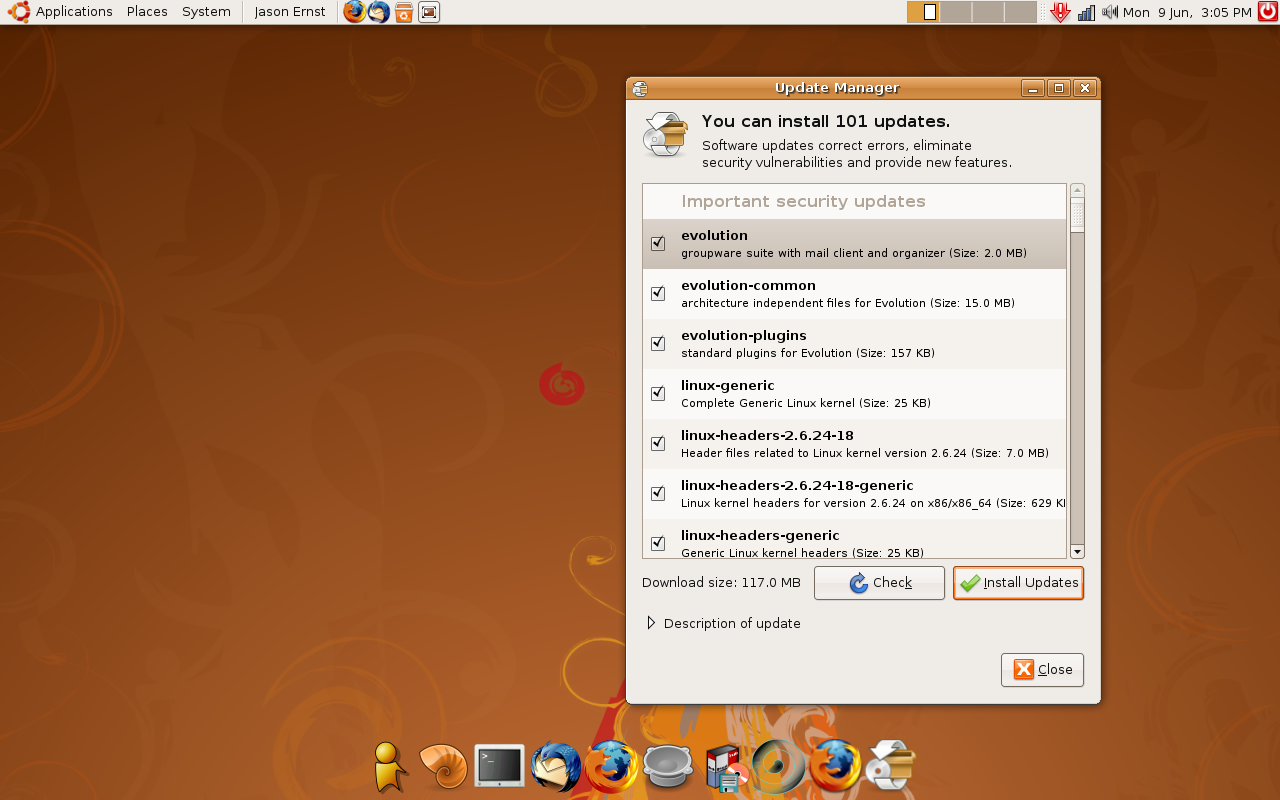 Applications Places System Jason Ernst Mon 9 Jun, 3:05 PM
Update Manager
You can install 101 updates.
Software updates correct errors, eliminate
security vulnerabilities and provide new features.
Important security updates
evolution
groupware suite with mail client and organizer (Size: 2.0 MB)
evolution-common
architecture independent files for Evolution (Size: 15.0 MB)
evolution-plugins
standard plugins for Evolution (Size: 157 KB)
linux-generic
Complete Generic Linux kernel (Size: 25 KB)
linux-headers-2.6.24-18
Header files related to Linux kernel version 2.6.24 (Size: 7.0 MB)
linux-headers-2.6.24-18-generic
Linux kernel headers for version 2.6.24 on x86/x86_64 (Size: 629 K
linux-headers-generic
Generic Linux kernel headers (Size: 25 KB)
Download size: 117.0 MB Check Install Updates
Description of update
Close
>_